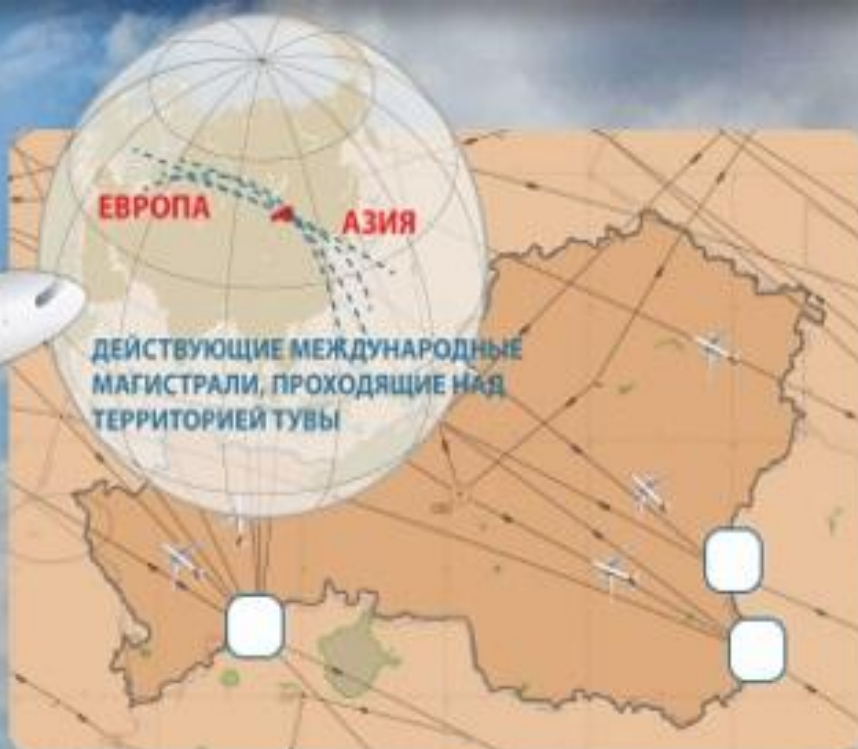 ЕВРОПА
АЗИЯ
ДЕЙСТВУЮЩИЕ МЕЖДУНАРОДНЫЕ
МАГИСТРАЛИ, ПРОХОДЯЩИЕ НАД
ТЕРРИТОРИЕЙ ТУВЫ